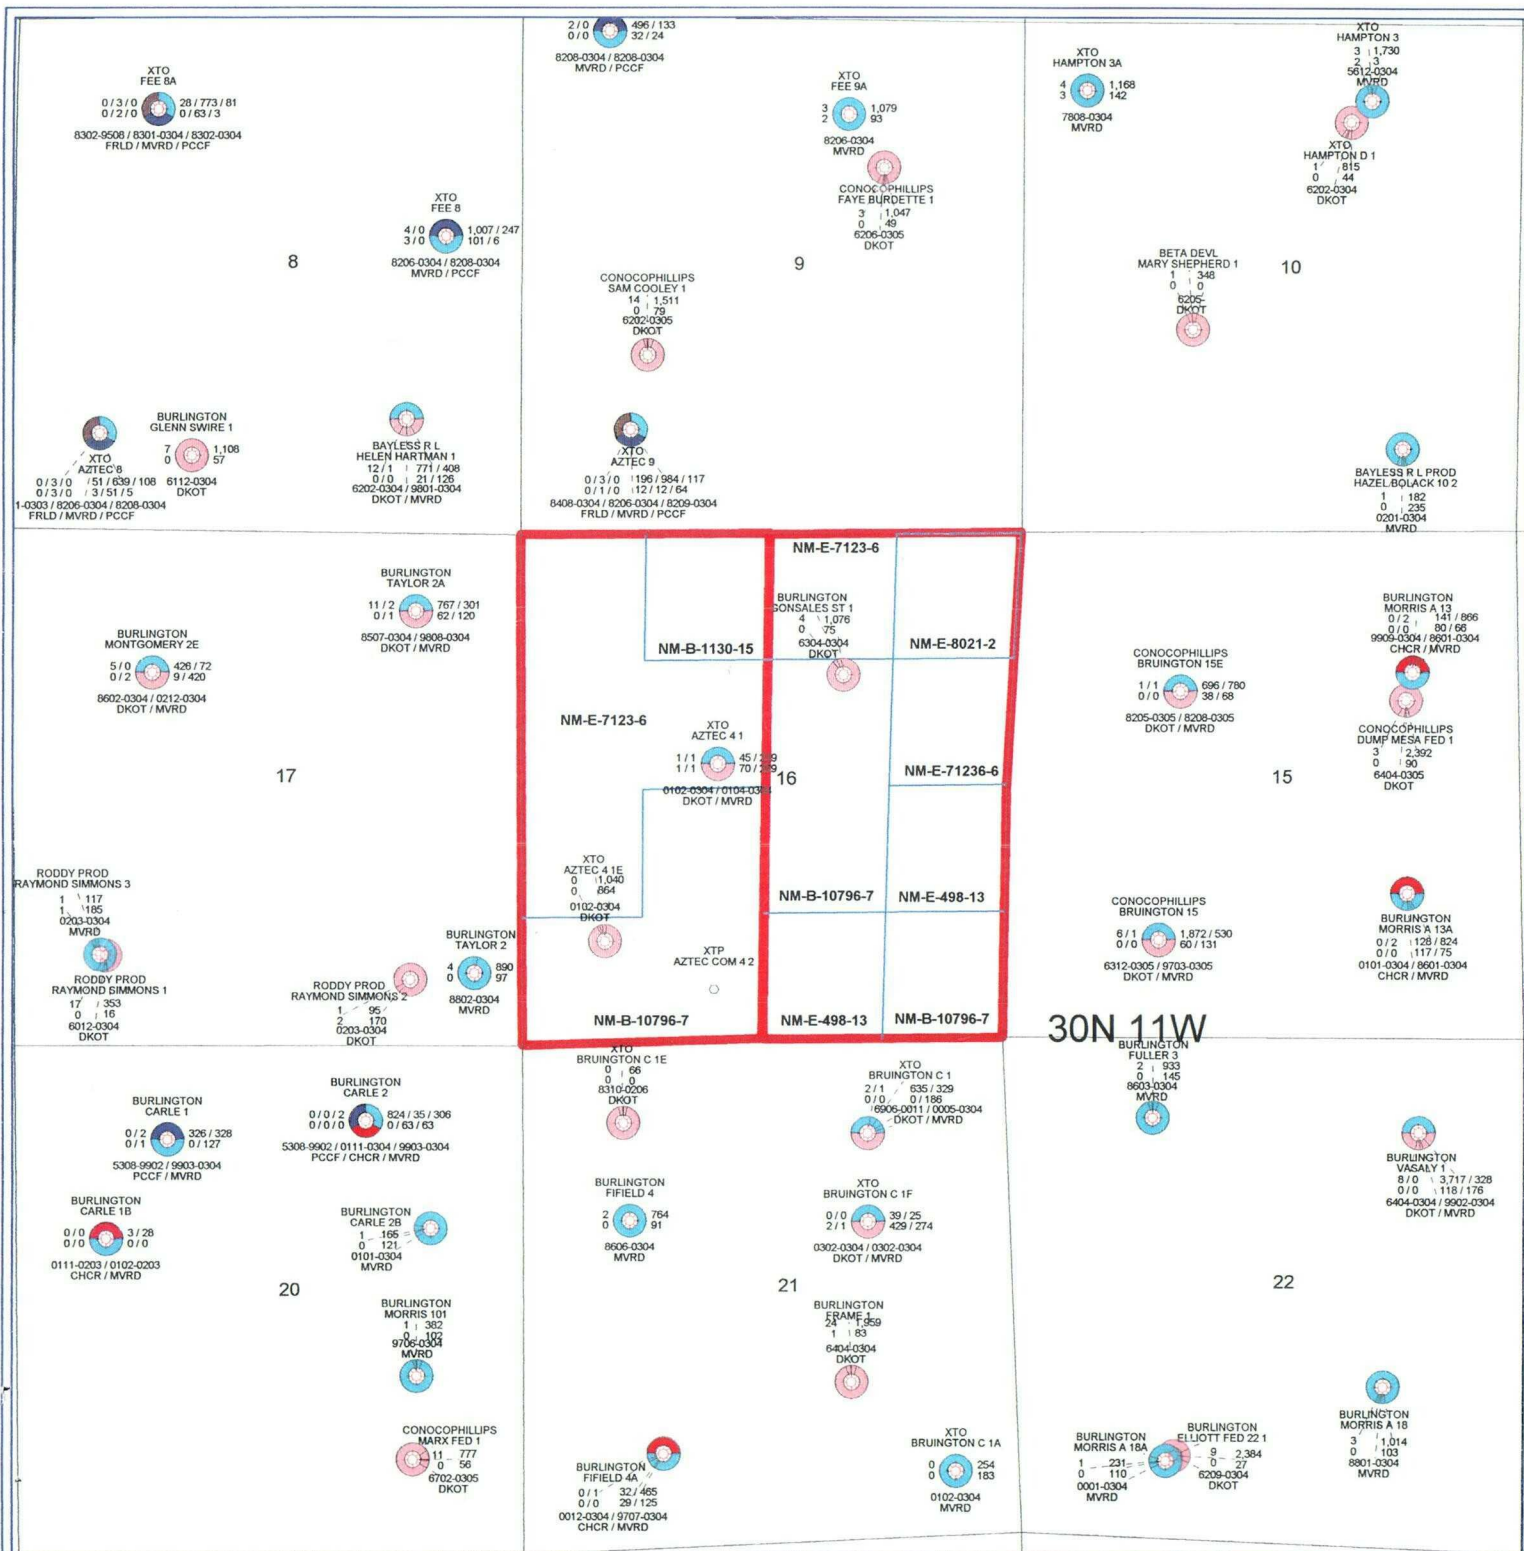 2 / 0 496 / 133
0 / 0 32 / 24
8208-0304 / 8208-0304
MVRD / PCCF
XTO
FEE 8A
0 / 3 / 0 28 / 773 / 81
0 / 2 / 0 0 / 63 / 3
8302-9508 / 8301-0304 / 8302-0304
FRLD / MVRD / PCCF
XTO
FEE 8
4 / 0 1,007 / 247
3 / 0 101 / 6
8206-0304 / 8208-0304
MVRD / PCCF
8
XTO
AZTEC 8
0 / 3 / 0 51 / 639 / 108
0 / 3 / 0 3 / 51 / 5
1-0303 / 8206-0304 / 8208-0304
FRLD / MVRD / PCCF
BURLINGTON
GLENN SWIRE 1
7 1,108
0 57
6112-0304
DKOT
BAYLESS R L
HELEN HARTMAN 1
12 / 1 771 / 408
0 / 0 21 / 126
6202-0304 / 9801-0304
DKOT / MVRD
XTO
FEE 9A
3 1,079
2 93
8206-0304
MVRD
CONOCOPHILLIPS
FAYE BURDETTE 1
3 1,047
0 49
6206-0305
DKOT
9
CONOCOPHILLIPS
SAM COOLEY 1
14 1,511
0 79
6202-0305
DKOT
XTO
AZTEC 9
0 / 3 / 0 196 / 984 / 117
0 / 1 / 0 12 / 12 / 64
8408-0304 / 8206-0304 / 8209-0304
FRLD / MVRD / PCCF
XTO
HAMPTON 3A
4 1,168
3 142
7808-0304
MVRD
XTO
HAMPTON 3
3 1,730
2 3
5612-0304
MVRD
XTO
HAMPTON D 1
1 815
0 44
6202-0304
DKOT
BETA DEVL
MARY SHEPHERD 1
1 348
0 0
6205-
DKOT
10
BAYLESS R L PROD
HAZEL BOLACK 10 2
1 182
0 235
0201-0304
MVRD
BURLINGTON
TAYLOR 2A
11 / 2 767 / 301
0 / 1 62 / 120
8507-0304 / 9808-0304
DKOT / MVRD
BURLINGTON
MONTGOMERY 2E
5 / 0 426 / 72
0 / 2 9 / 420
8602-0304 / 0212-0304
DKOT / MVRD
17
RODDY PROD
RAYMOND SIMMONS 3
1 117
1 185
0203-0304
MVRD
RODDY PROD
RAYMOND SIMMONS 1
17 353
0 16
6012-0304
DKOT
RODDY PROD
RAYMOND SIMMONS 2
1 95
2 170
0203-0304
DKOT
BURLINGTON
TAYLOR 2
4 890
0 97
8802-0304
MVRD
NM-E-7123-6
BURLINGTON
GONSALES ST 1
4 1,076
0 75
6304-0304
DKOT
NM-B-1130-15
NM-E-8021-2
NM-E-7123-6
XTO
AZTEC 4 1
1 / 1 45 /
1 / 1 70 /
0102-0304 /
DKOT / MVRD
16
NM-E-71236-6
XTO
AZTEC 4 1E
0 1,040
0 864
0102-0304
DKOT
NM-B-10796-7
NM-E-498-13
XTP
AZTEC COM 4 2
NM-B-10796-7
NM-E-498-13
NM-B-10796-7
BURLINGTON
MORRIS A 13
0 / 2 141 / 866
0 / 0 80 / 66
9909-0304 / 8601-0304
CHCR / MVRD
CONOCOPHILLIPS
BRUINGTON 15E
1 / 1 696 / 780
0 / 0 38 / 68
8205-0305 / 8208-0305
DKOT / MVRD
CONOCOPHILLIPS
DUMP MESA FED 1
3 2,392
0 90
6404-0305
DKOT
15
CONOCOPHILLIPS
BRUINGTON 15
6 / 1 1,872 / 530
0 / 0 60 / 131
6312-0305 / 9703-0305
DKOT / MVRD
BURLINGTON
MORRIS A 13A
0 / 2 128 / 824
0 / 0 117 / 75
0101-0304 / 8601-0304
CHCR / MVRD
30N 11W
BURLINGTON
CARLE 1
0 / 2 326 / 328
0 / 1 0 / 127
5308-9902 / 9903-0304
PCCF / MVRD
BURLINGTON
CARLE 2
0 / 0 / 2 824 / 35 / 306
0 / 0 / 0 0 / 63 / 63
5308-9902 / 0111-0304 / 9903-0304
PCCF / CHCR / MVRD
BURLINGTON
CARLE 1B
0 / 0 3 / 28
0 / 0 0 / 0
0111-0203 / 0102-0203
CHCR / MVRD
BURLINGTON
CARLE 2B
1 165
0 121
0101-0304
MVRD
20
BURLINGTON
MORRIS 101
1 382
0 102
9706-0304
MVRD
CONOCOPHILLIPS
MARX FED 1
11 777
0 56
6702-0305
DKOT
XTO
BRUINGTON C 1E
0 66
0 0
8310-0206
DKOT
XTO
BRUINGTON C 1
2 / 1 635 / 329
0 / 0 0 / 186
6906-0011 / 0005-0304
DKOT / MVRD
BURLINGTON
FIFIELD 4
2 764
0 91
8606-0304
MVRD
XTO
BRUINGTON C 1F
0 / 0 39 / 25
2 / 1 429 / 274
0302-0304 / 0302-0304
DKOT / MVRD
21
BURLINGTON
FRAME 1
24 1,959
1 83
6404-0304
DKOT
BURLINGTON
FIFIELD 4A
0 / 1 32 / 465
0 / 0 29 / 125
0012-0304 / 9707-0304
CHCR / MVRD
XTO
BRUINGTON C 1A
0 254
0 183
0102-0304
MVRD
BURLINGTON
FULLER 3
2 933
0 145
8603-0304
MVRD
BURLINGTON
VASALY 1
8 / 0 3,717 / 328
0 / 0 118 / 176
6404-0304 / 9902-0304
DKOT / MVRD
22
BURLINGTON
MORRIS A 18A
1 231
0 110
0001-0304
MVRD
BURLINGTON
ELLIOTT FED 22 1
9 2,384
0 27
6209-0304
DKOT
BURLINGTON
MORRIS A 18
3 1,014
0 103
8801-0304
MVRD